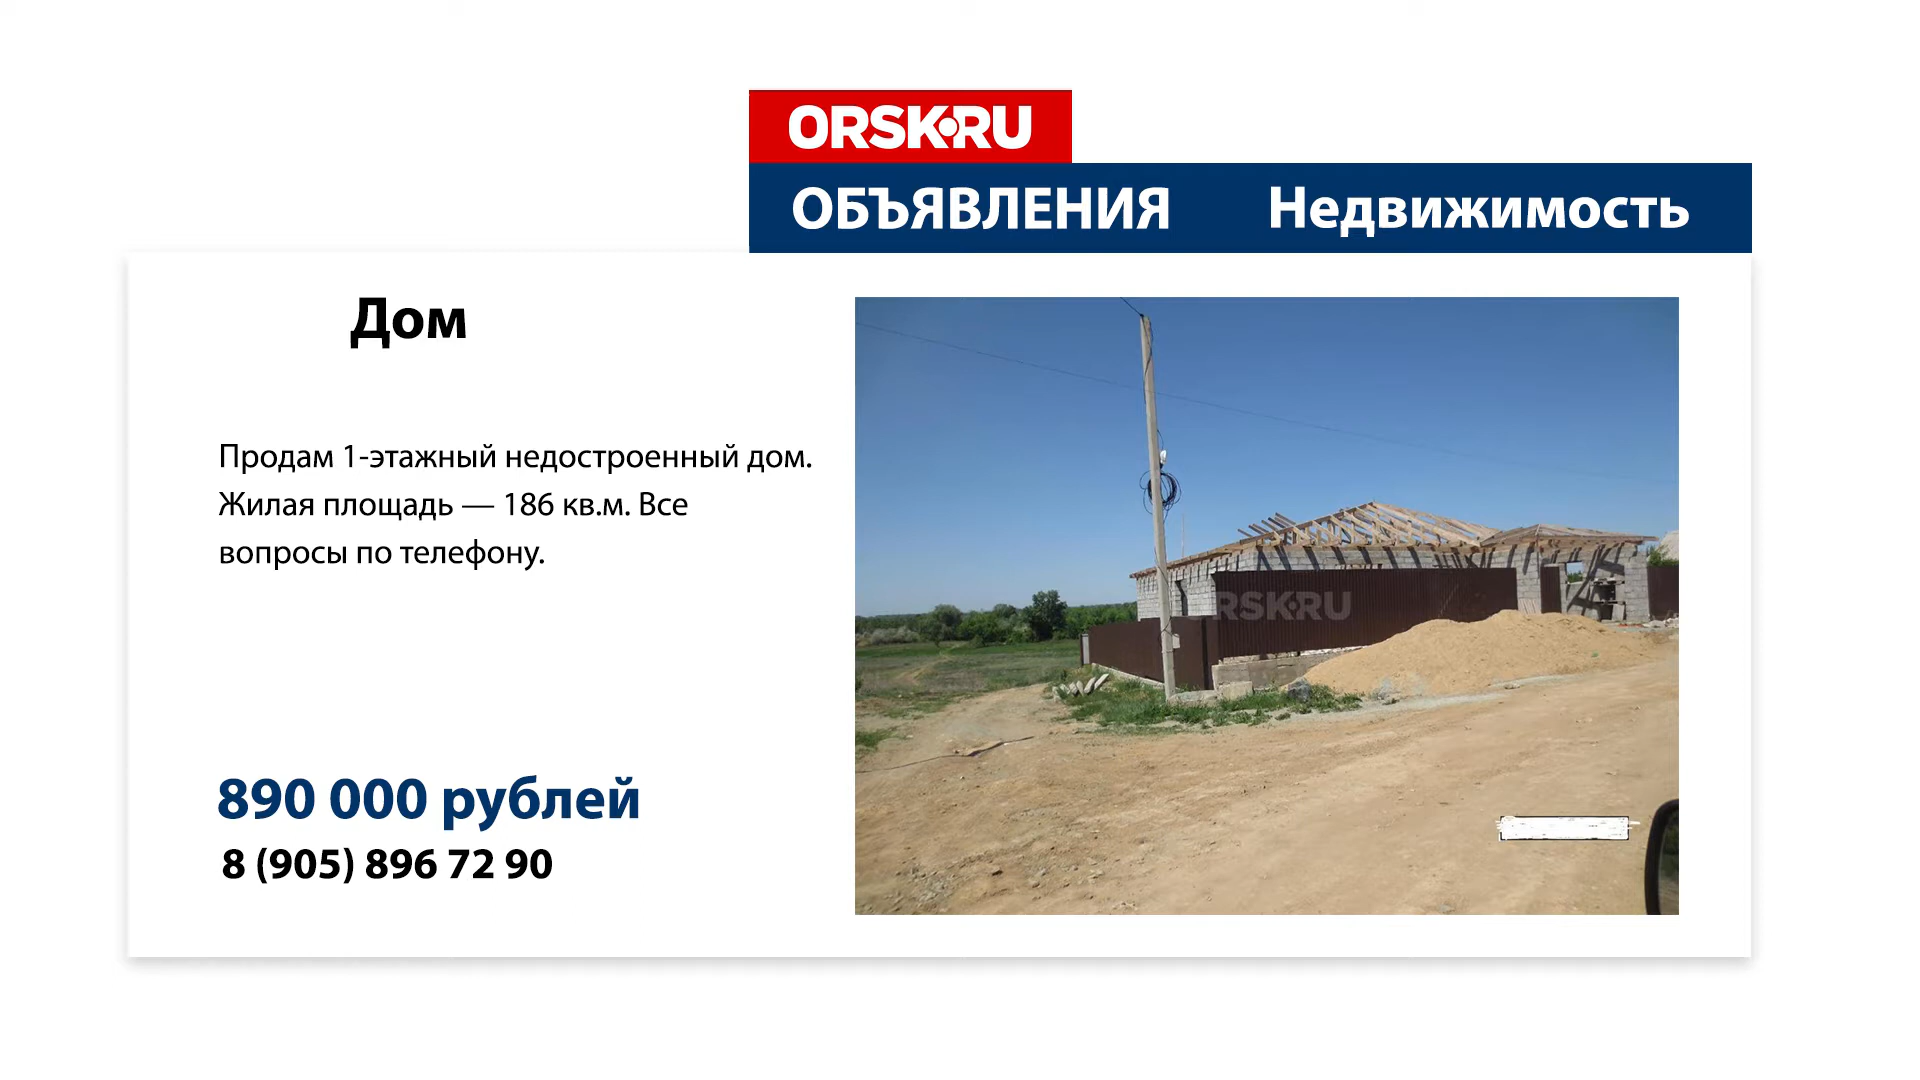 ORSK.RU
ОБЪЯВЛЕНИЯ Недвижимость
Дом
Продам 1-этажный недостроенный дом.
Жилая площадь — 186 кв.м. Все
вопросы по телефону.
890 000 рублей
8 (905) 896 72 90
RSK.RU